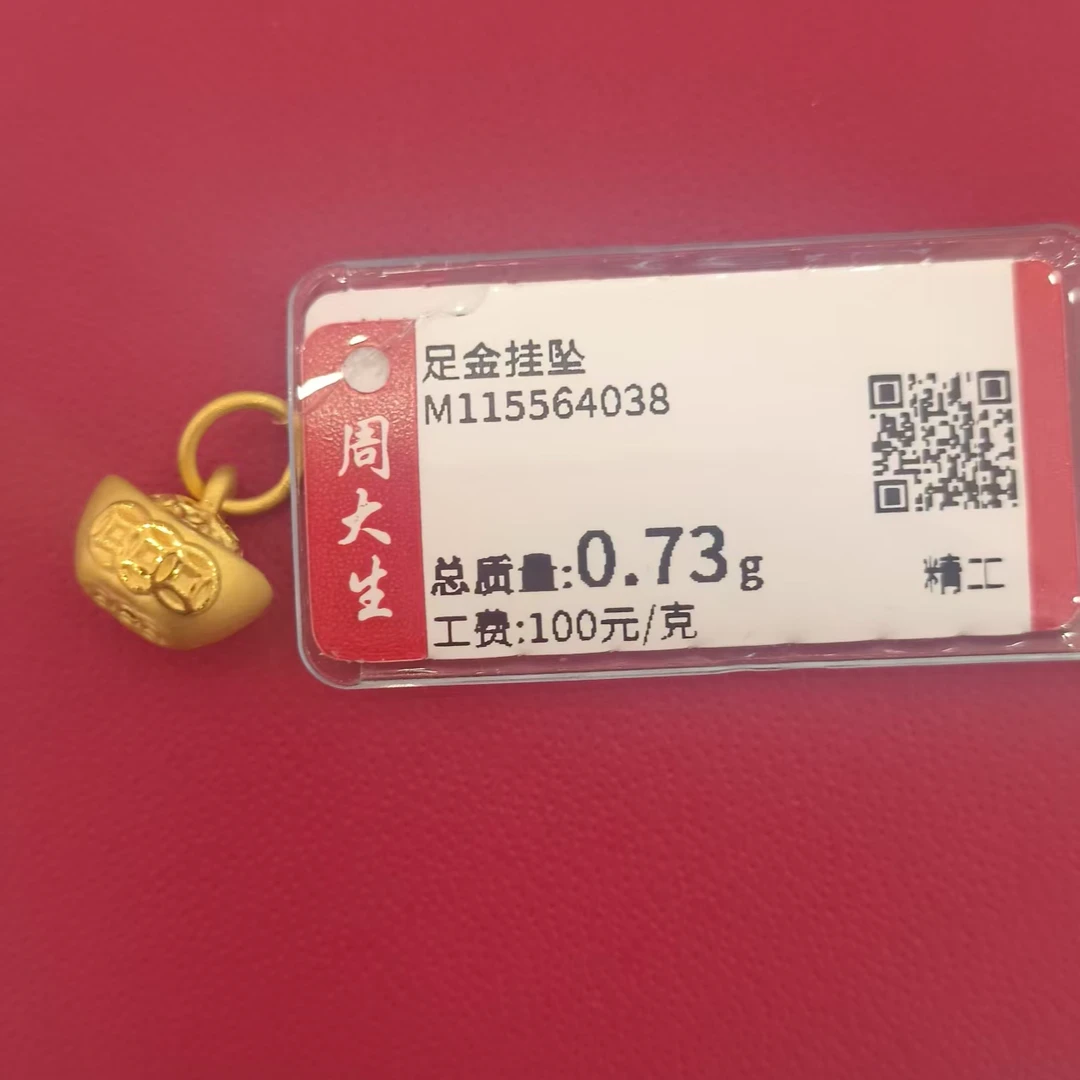 周大生
足金挂坠
M115564038
总质量:0.73g
精工
工费:100元/克